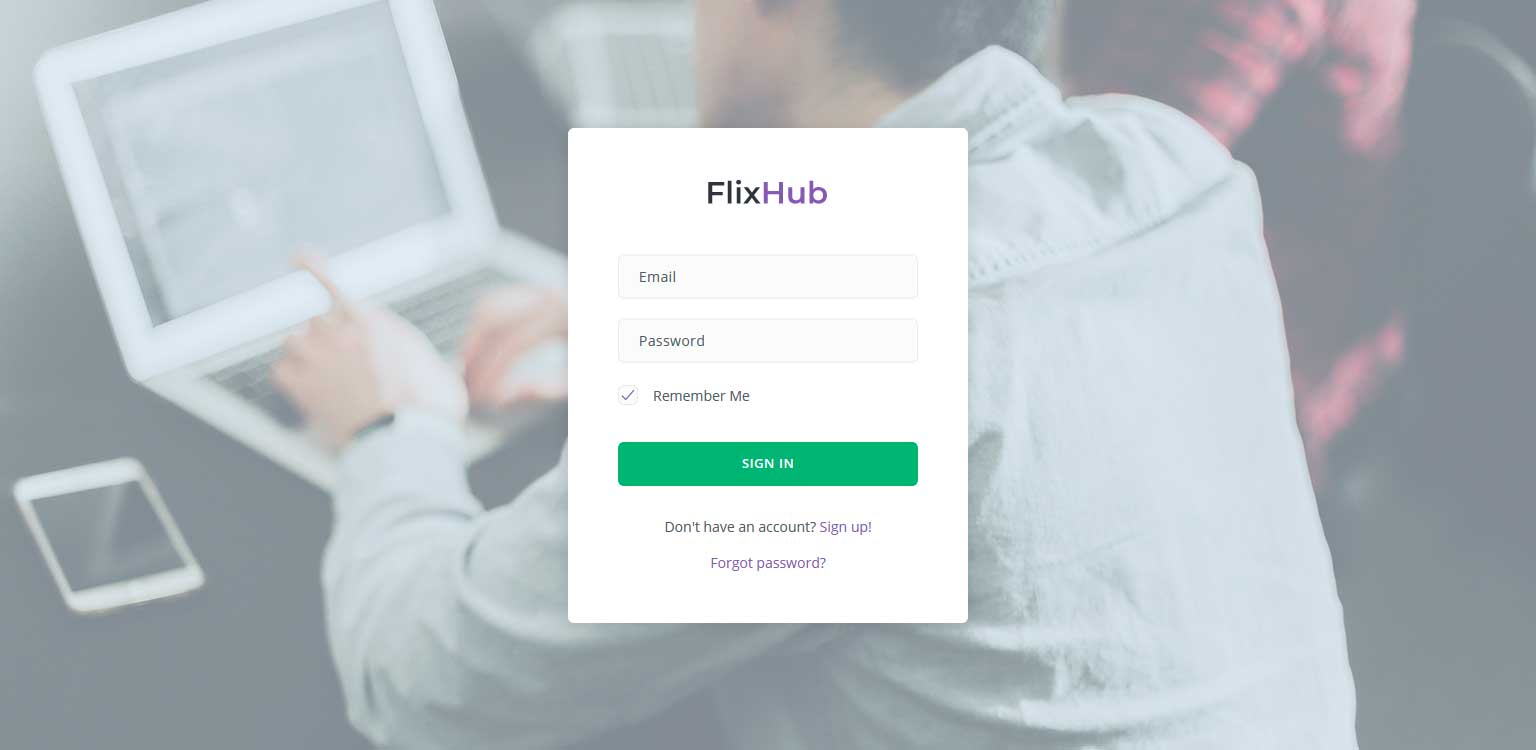 FlixHub
Email
Password
Remember Me
SIGN IN
Don't have an account? Sign up!
Forgot password?